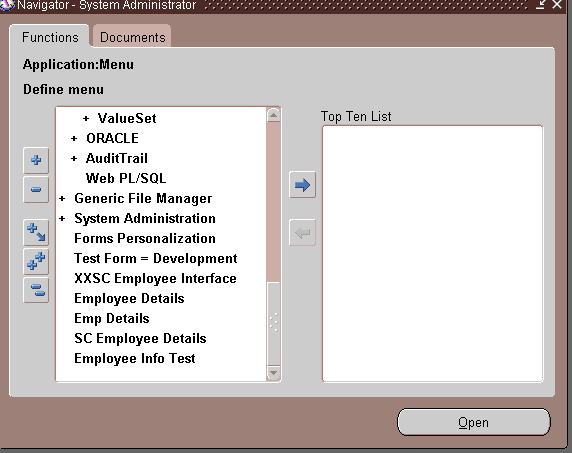 Navigator - System Administrator
Functions
Documents
Application:Menu
Define menu
+ ValueSet
+ ORACLE
+ AuditTrail
Web PL/SQL
+ Generic File Manager
+ System Administration
Forms Personalization
Test Form = Development
XXSC Employee Interface
Employee Details
Emp Details
SC Employee Details
Employee Info Test
Top Ten List
Open